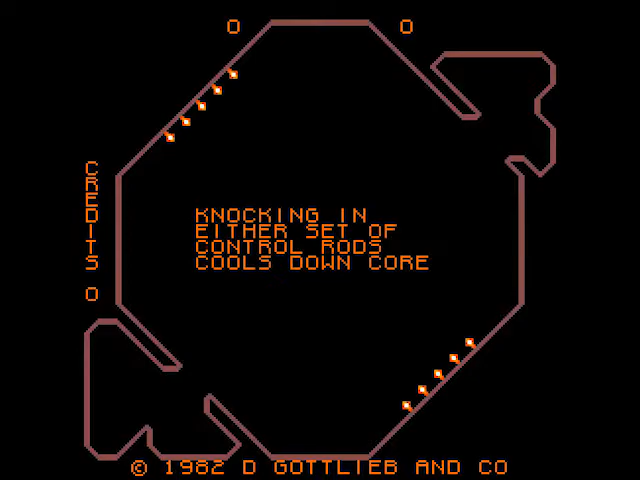 0 0
CREDITS 0
KNOCKING IN
EITHER SET OF
CONTROL RODS
COOLS DOWN CORE
© 1982 D GOTTLIEB AND CO